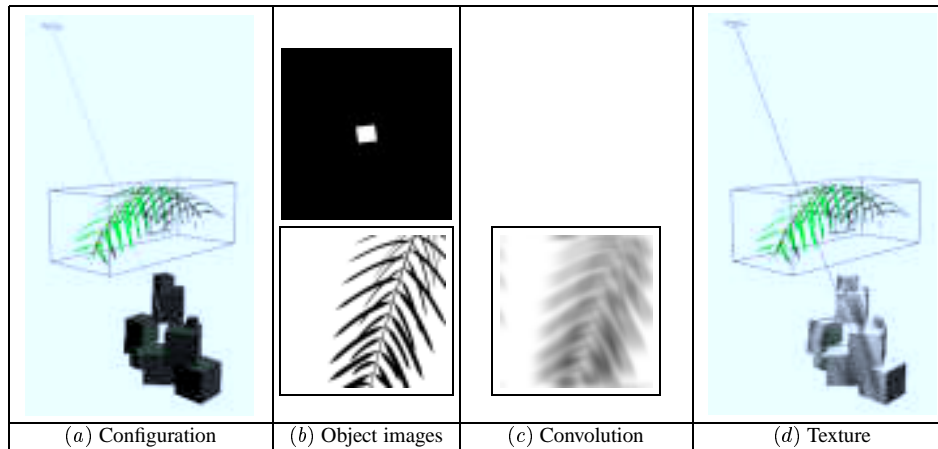 (a) Configuration
(b) Object images
(c) Convolution
(d) Texture